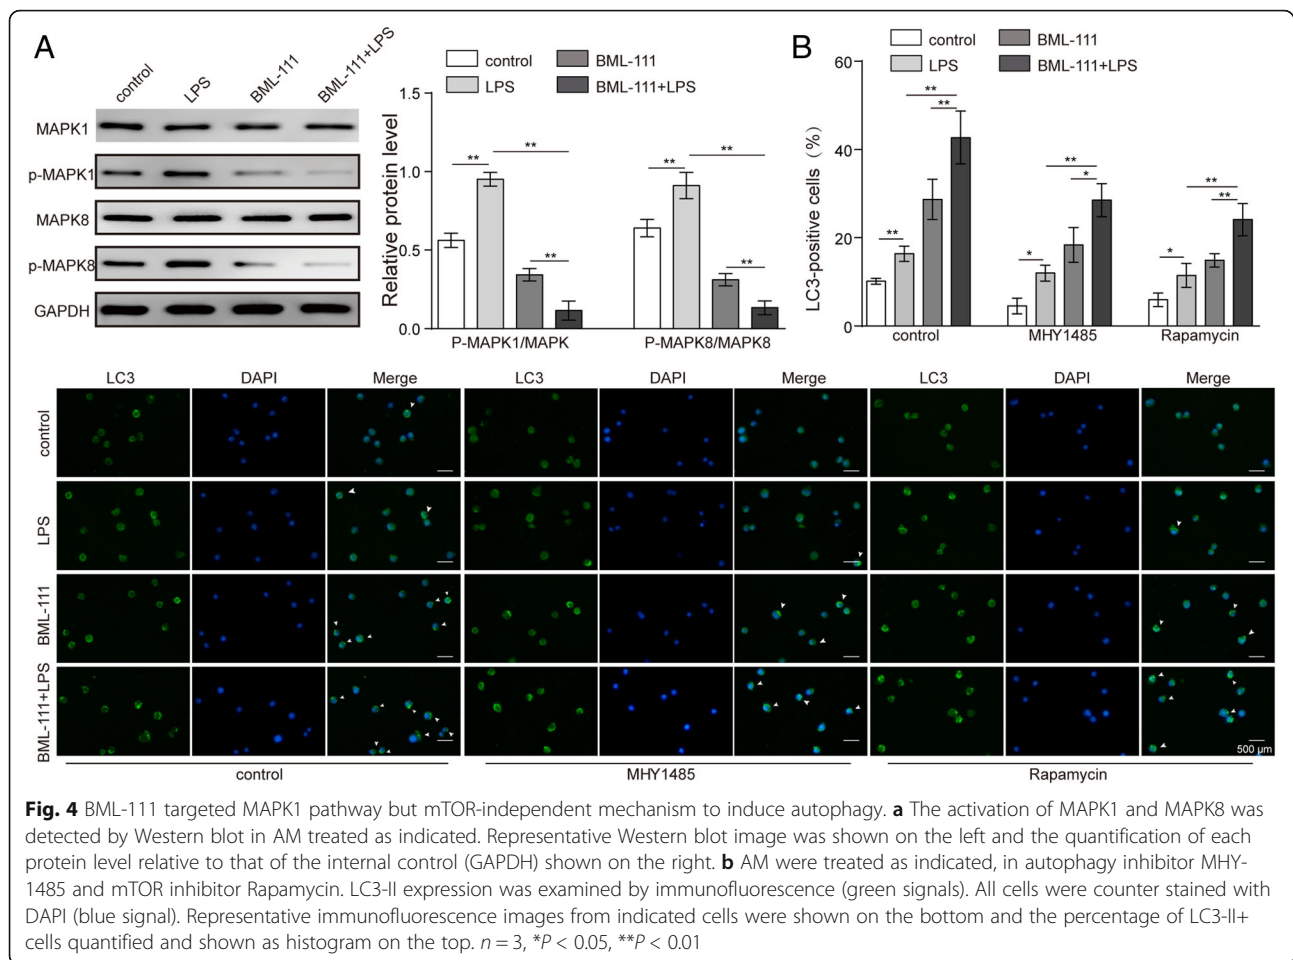 A
control
LPS
BML-111
BML-111+LPS
MAPK1
p-MAPK1
MAPK8
p-MAPK8
GAPDH
control
BML-111
LPS
BML-111+LPS
Relative protein level
1.5
1.0
0.5
0.0
**
**
**
**
**
**
P-MAPK1/MAPK
P-MAPK8/MAPK8
B
control
BML-111
LPS
BML-111+LPS
LC3-positive cells (%)
60
40
20
0
**
**
**
**
*
*
**
**
*
control
MHY1485
Rapamycin
LC3 DAPI Merge LC3 DAPI Merge LC3 DAPI Merge
control
LPS
BML-111
BML-111+LPS
500 µm
control
MHY1485
Rapamycin
Fig. 4 BML-111 targeted MAPK1 pathway but mTOR-independent mechanism to induce autophagy. a The activation of MAPK1 and MAPK8 was
detected by Western blot in AM treated as indicated. Representative Western blot image was shown on the left and the quantification of each
protein level relative to that of the internal control (GAPDH) shown on the right. b AM were treated as indicated, in autophagy inhibitor MHY-
1485 and mTOR inhibitor Rapamycin. LC3-II expression was examined by immunofluorescence (green signals). All cells were counter stained with
DAPI (blue signal). Representative immunofluorescence images from indicated cells were shown on the bottom and the percentage of LC3-II+
cells quantified and shown as histogram on the top. n = 3, *P < 0.05, **P < 0.01